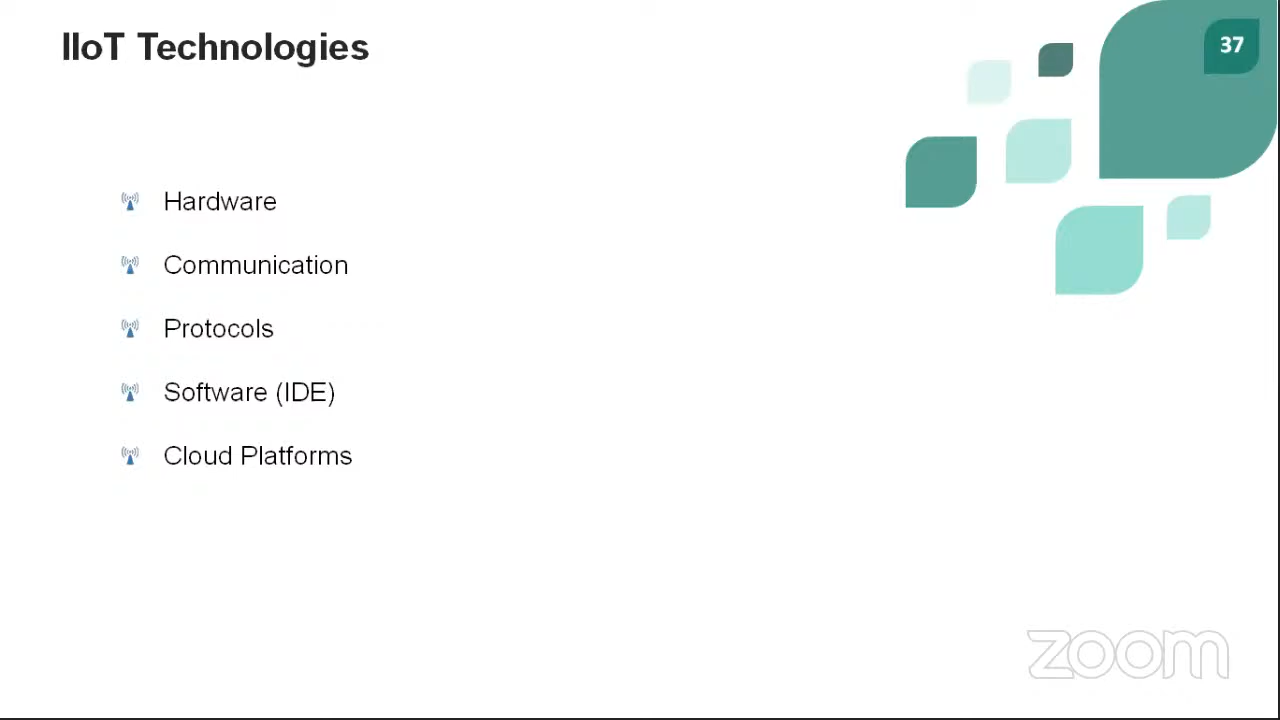 IIoT Technologies
37
Hardware
Communication
Protocols
Software (IDE)
Cloud Platforms
zoom